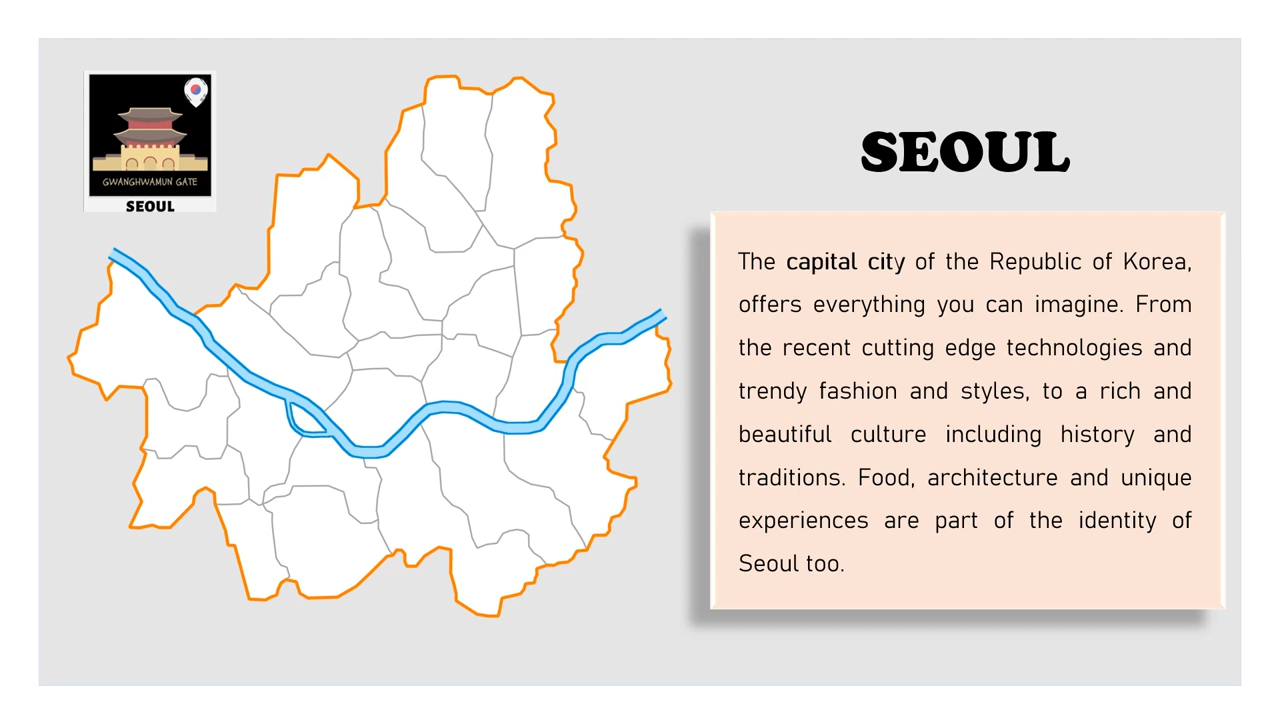 GWANGHWAMUN GATE
SEOUL
SEOUL
The capital city of the Republic of Korea,
offers everything you can imagine. From
the recent cutting edge technologies and
trendy fashion and styles, to a rich and
beautiful culture including history and
traditions. Food, architecture and unique
experiences are part of the identity of
Seoul too.